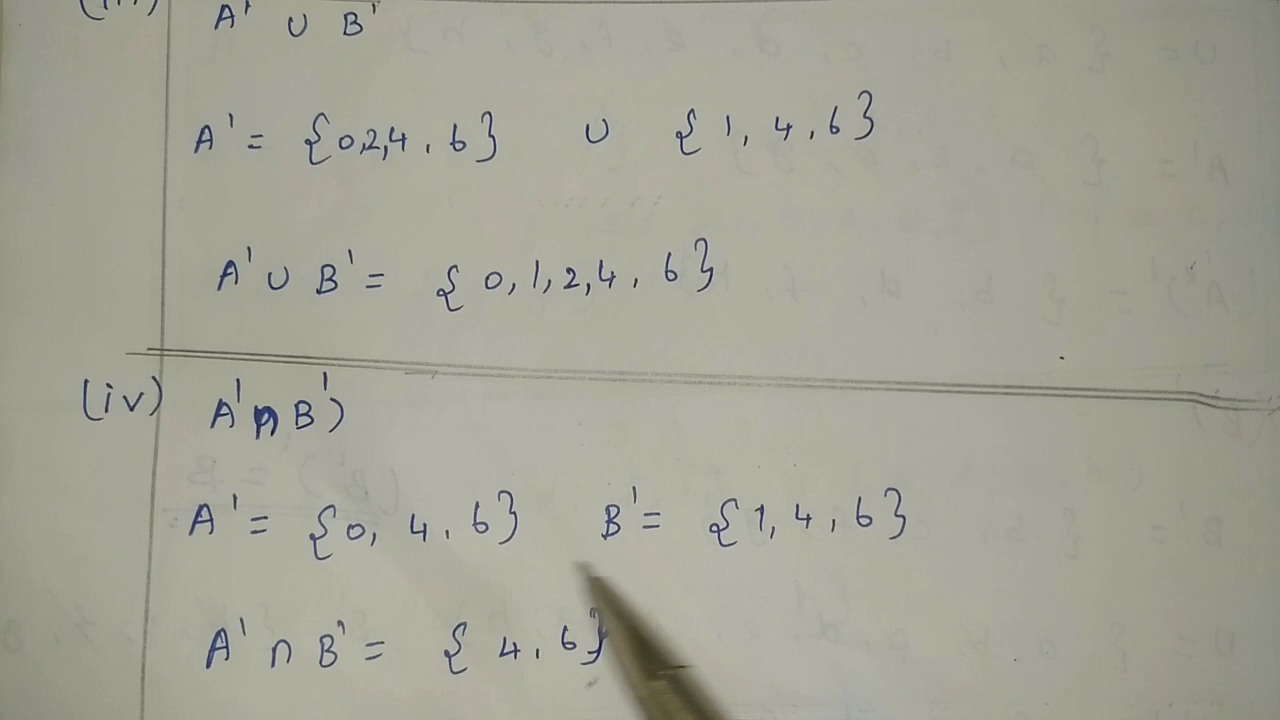 (iii) A' ∪ B'
A' = {0,2,4, 6} ∪ {1, 4, 6}
A' ∪ B' = {0, 1, 2, 4, 6}
(iv) A' ∩ B')
A' = {0, 4, 6} B' = {1, 4, 6}
A' ∩ B' = {4, 6}